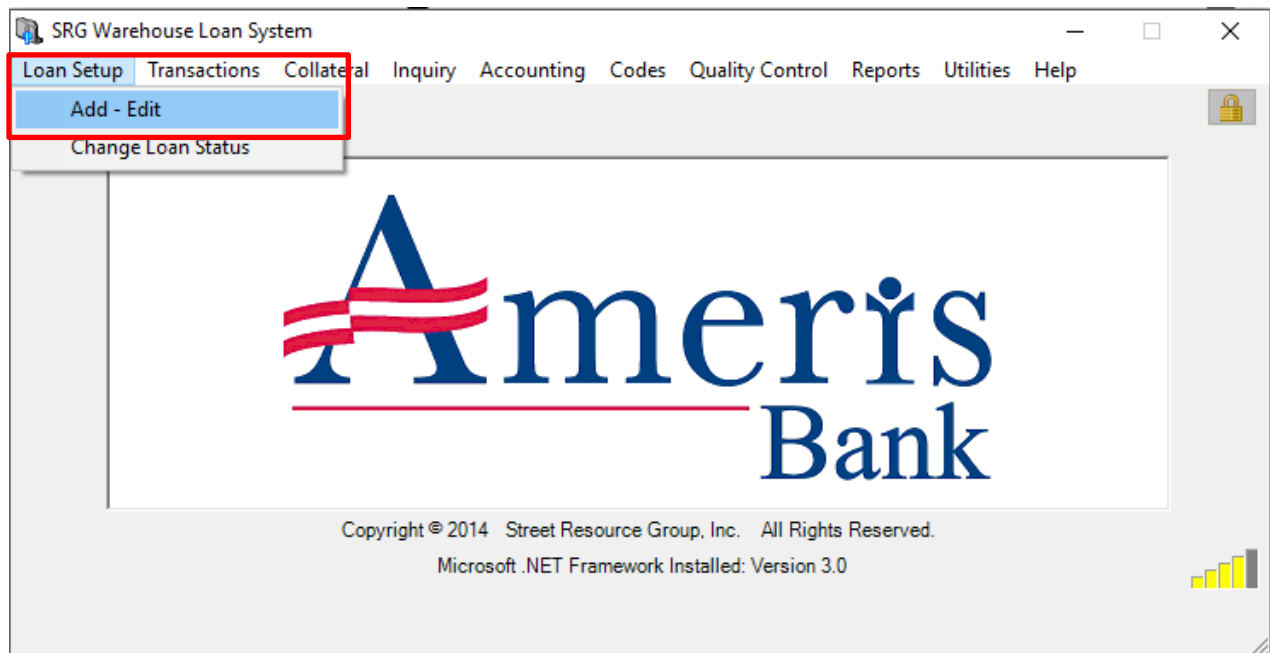 SRG Warehouse Loan System
Loan Setup Transactions Collateral Inquiry Accounting Codes Quality Control Reports Utilities Help
Add - Edit
Change Loan Status
Ameris
Bank
Copyright © 2014 Street Resource Group, Inc. All Rights Reserved.
Microsoft .NET Framework Installed: Version 3.0